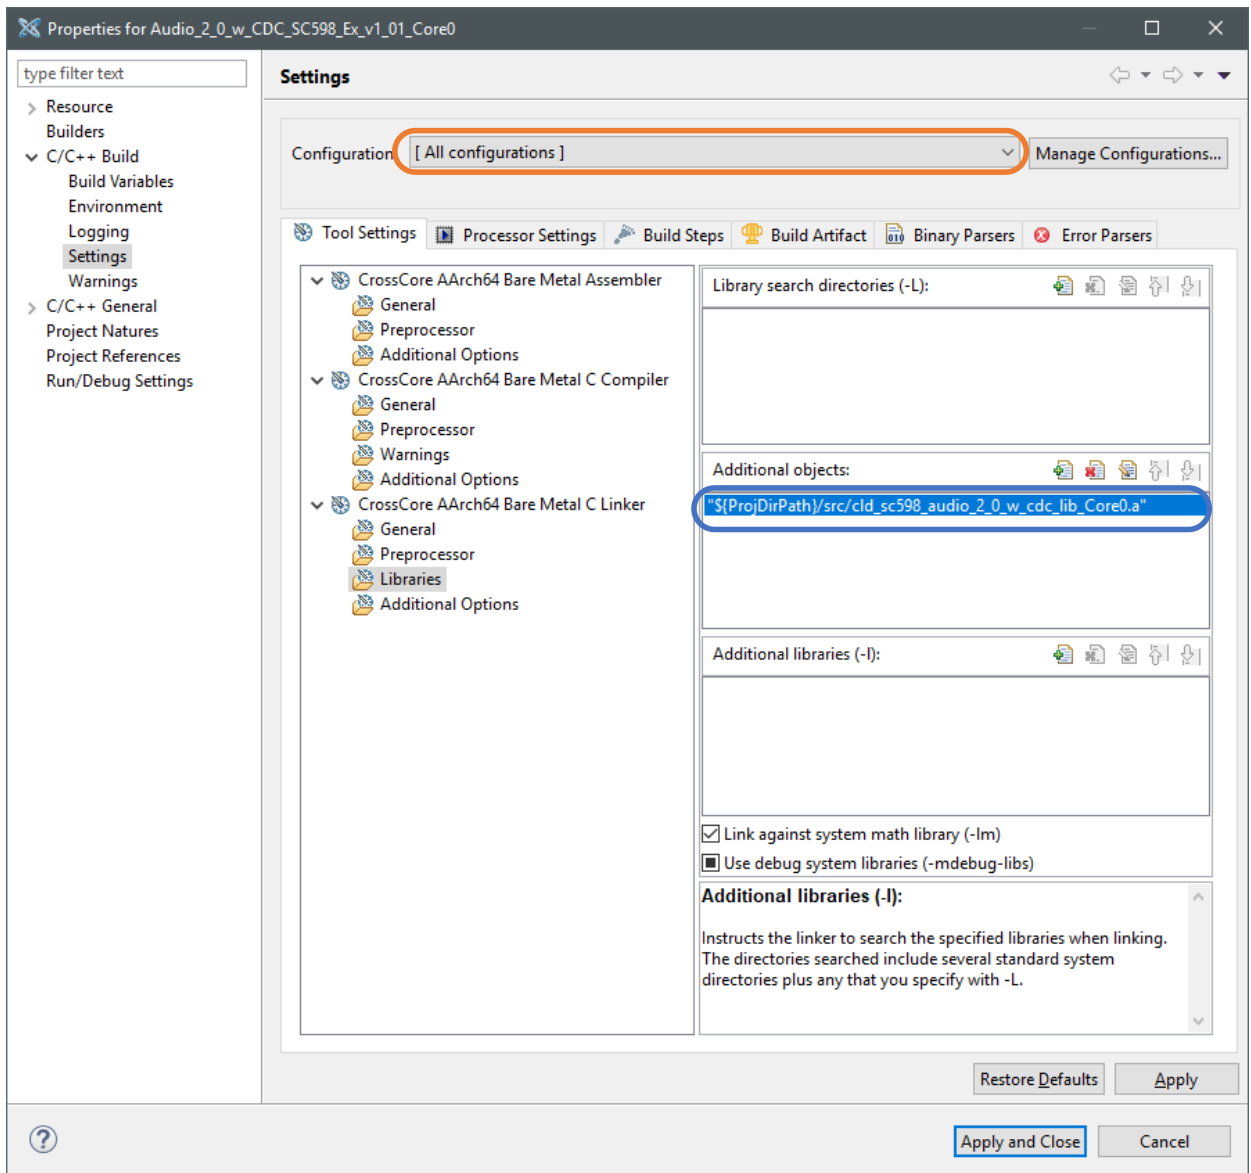 Properties for Audio_2_0_w_CDC_SC598_Ex_v1_01_Core0
type filter text
Resource
Builders
C/C++ Build
Build Variables
Environment
Logging
Settings
Warnings
C/C++ General
Project Natures
Project References
Run/Debug Settings
Settings
Configuration
[ All configurations ]
Manage Configurations...
Tool Settings
Processor Settings
Build Steps
Build Artifact
Binary Parsers
Error Parsers
CrossCore AArch64 Bare Metal Assembler
General
Preprocessor
Additional Options
CrossCore AArch64 Bare Metal C Compiler
General
Preprocessor
Warnings
Additional Options
CrossCore AArch64 Bare Metal C Linker
General
Preprocessor
Libraries
Additional Options
Library search directories (-L):
Additional objects:
"${ProjDirPath}/src/cld_sc598_audio_2_0_w_cdc_lib_Core0.a"
Additional libraries (-l):
Link against system math library (-lm)
Use debug system libraries (-mdebug-libs)
Additional libraries (-l):
Instructs the linker to search the specified libraries when linking.
The directories searched include several standard system
directories plus any that you specify with -L.
Restore Defaults
Apply
Apply and Close
Cancel